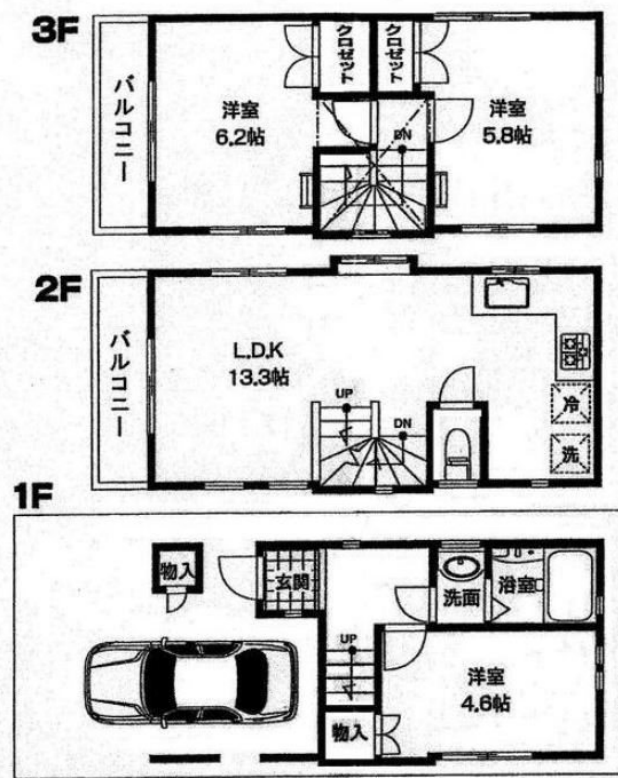 3F
バルコニー
洋室
6.2帖
クロゼット
クロゼット
洋室
5.8帖
DN
2F
バルコニー
L.D.K
13.3帖
UP
DN
冷
洗
1F
物入
玄関
洗面
浴室
UP
洋室
4.6帖
物入